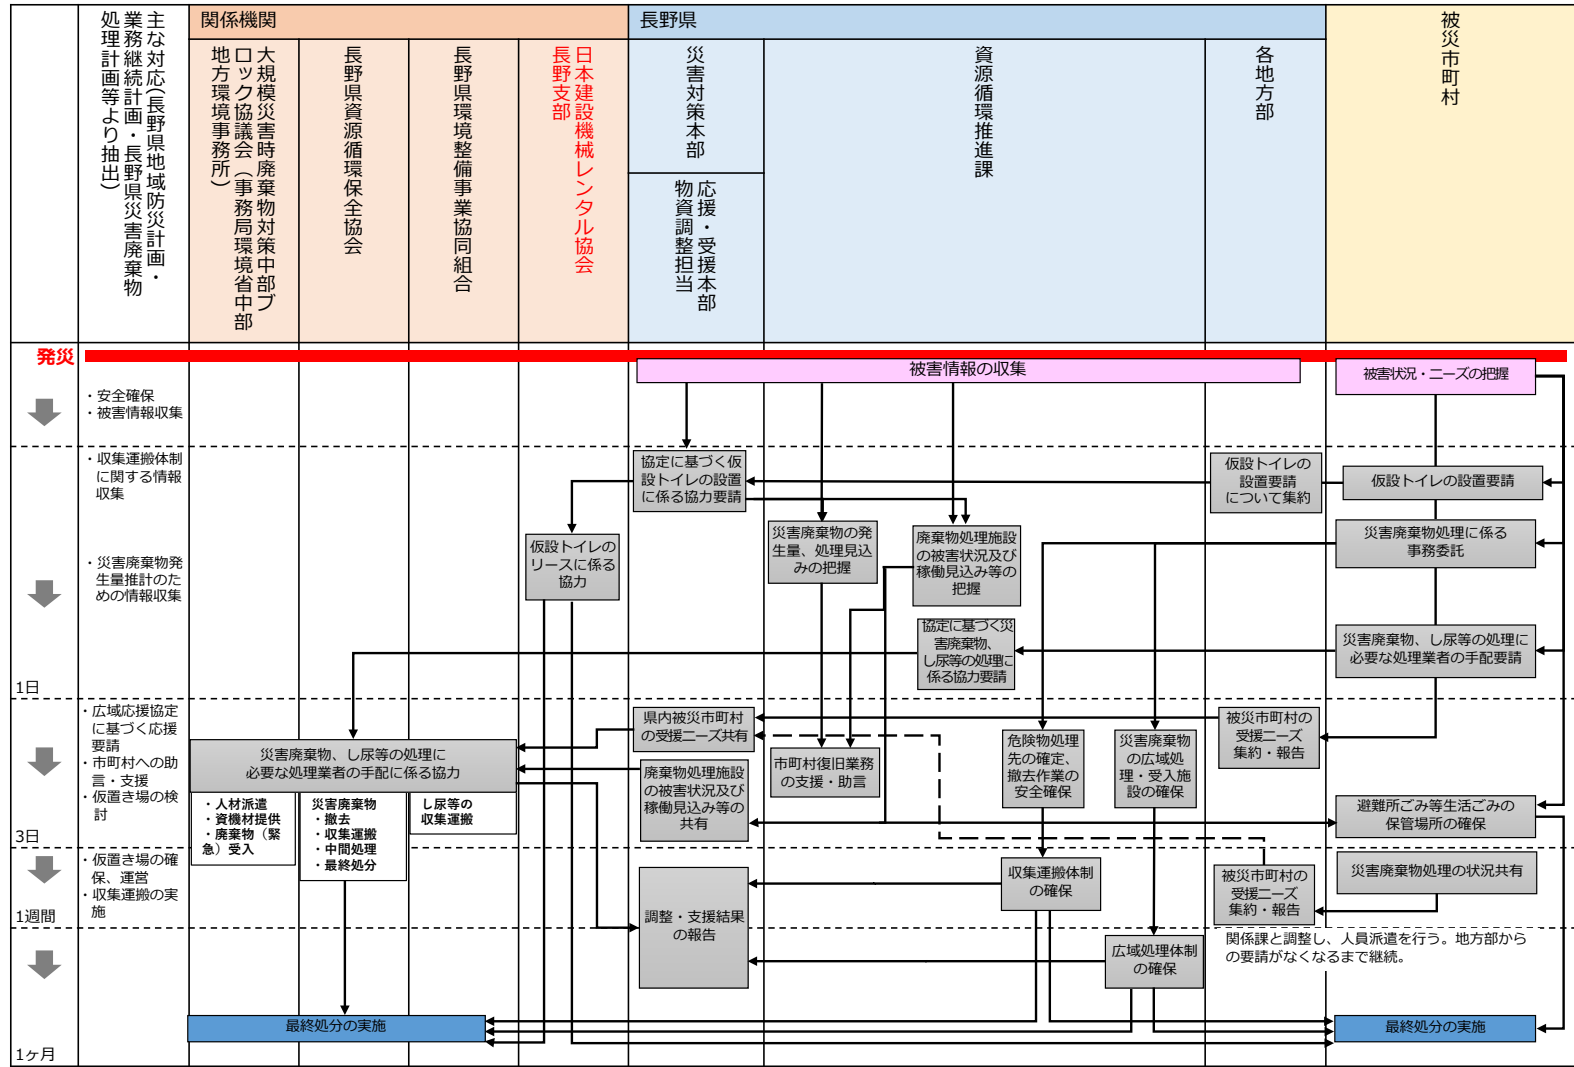 主な対応(長野県地域防災計画・
業務継続計画・長野県災害廃棄物
処理計画等より抽出)
関係機関
大規模災害時廃棄物対策中部ブ
ロック協議会（事務局環境省中部
地方環境事務所）
長野県資源循環保全協会
長野県環境整備事業協同組合
日本建設機械レンタル協会
長野支部
長野県
災害対策本部
応援・受援本部
物資調整担当
資源循環推進課
各地方部
被災市町村
発災
被害情報の収集
被害状況・ニーズの把握
・安全確保
・被害情報収集
・収集運搬体制
に関する情報
収集
協定に基づく仮
設トイレの設置
に係る協力要請
仮設トイレの
設置要請
について集約
仮設トイレの設置要請
・災害廃棄物発
生量推計のた
めの情報収集
仮設トイレの
リースに係る
協力
災害廃棄物の発
生量、処理見込
みの把握
廃棄物処理施設
の被害状況及び
稼働見込み等の
把握
災害廃棄物処理に係る
事務委託
協定に基づく災
害廃棄物、
し尿等の処理に
係る協力要請
災害廃棄物、し尿等の処理に
必要な処理業者の手配要請
1日
・広域応援協定
に基づく応援
要請
・市町村への助
言・支援
・仮置き場の検
討
災害廃棄物、し尿等の処理に
必要な処理業者の手配に係る協力
・人材派遣
・資機材提供
・廃棄物（緊
急）受入
災害廃棄物
・撤去
・収集運搬
・中間処理
・最終処分
し尿等の
収集運搬
県内被災市町村
の受援ニーズ共有
廃棄物処理施設
の被害状況及び
稼働見込み等の
共有
市町村復旧業務
の支援・助言
危険物処理
先の確定、
撤去作業の
安全確保
災害廃棄物
の広域処
理・受入施
設の確保
被災市町村の
受援ニーズ
集約・報告
避難所ごみ等生活ごみの
保管場所の確保
3日
・仮置き場の確
保、運営
・収集運搬の実
施
調整・支援結果
の報告
収集運搬体制
の確保
被災市町村の
受援ニーズ
集約・報告
災害廃棄物処理の状況共有
1週間
広域処理体制
の確保
関係課と調整し、人員派遣を行う。地方部から
の要請がなくなるまで継続。
最終処分の実施
最終処分の実施
1ヶ月